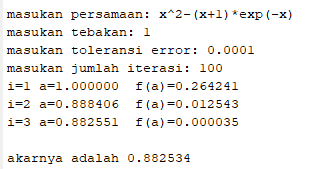 masukan persamaan: x^2-(x+1)*exp(-x)
masukan tebakan: 1
masukan toleransi error: 0.0001
masukan jumlah iterasi: 100
i=1 a=1.000000  f(a)=0.264241
i=2 a=0.888406  f(a)=0.012543
i=3 a=0.882551  f(a)=0.000035
akarnya adalah 0.882534